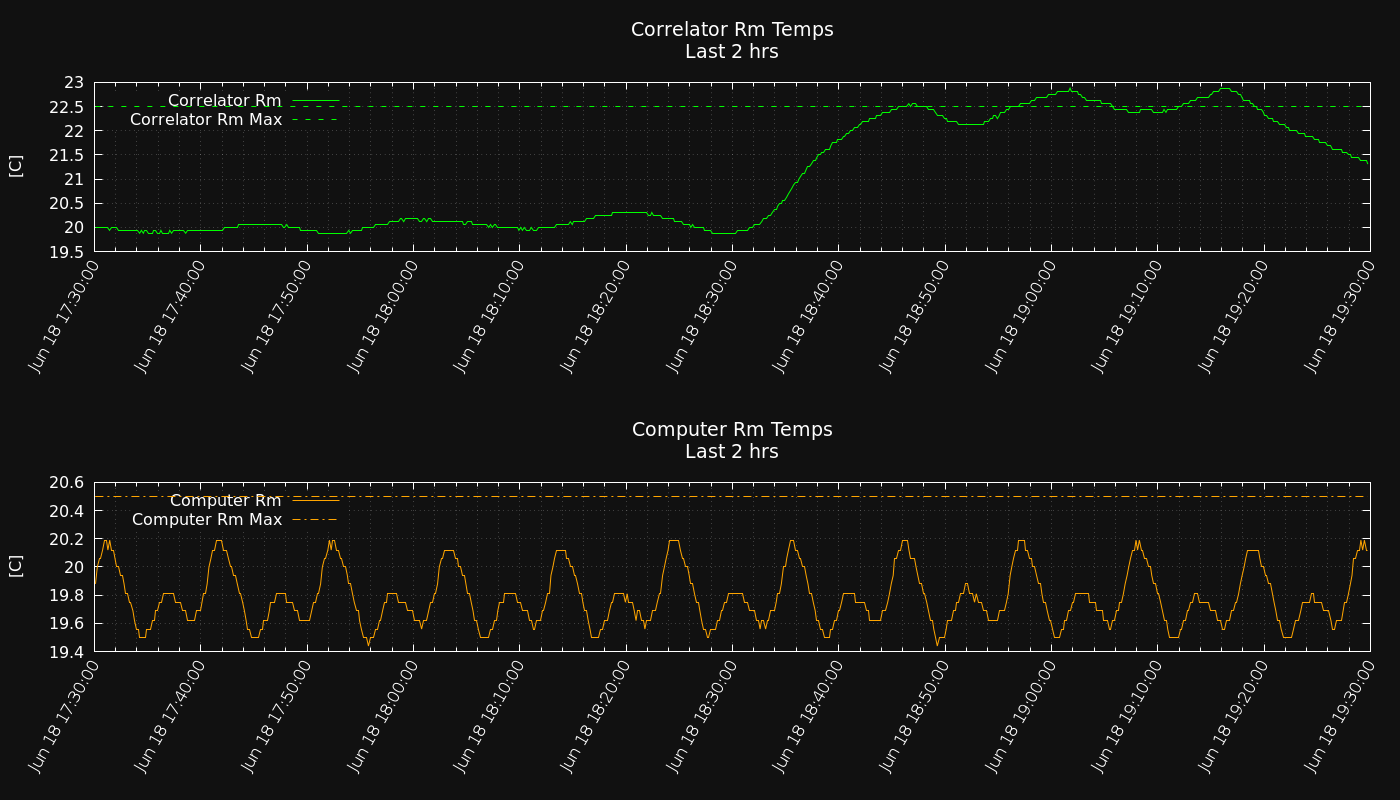 Correlator Rm Temps
Last 2 hrs
23
22.5
22
21.5
21
20.5
20
19.5
[C]
Correlator Rm
Correlator Rm Max
Jun 18 17:30:00
Jun 18 17:40:00
Jun 18 17:50:00
Jun 18 18:00:00
Jun 18 18:10:00
Jun 18 18:20:00
Jun 18 18:30:00
Jun 18 18:40:00
Jun 18 18:50:00
Jun 18 19:00:00
Jun 18 19:10:00
Jun 18 19:20:00
Jun 18 19:30:00
Computer Rm Temps
Last 2 hrs
20.6
20.4
20.2
20
19.8
19.6
19.4
[C]
Computer Rm
Computer Rm Max
Jun 18 17:30:00
Jun 18 17:40:00
Jun 18 17:50:00
Jun 18 18:00:00
Jun 18 18:10:00
Jun 18 18:20:00
Jun 18 18:30:00
Jun 18 18:40:00
Jun 18 18:50:00
Jun 18 19:00:00
Jun 18 19:10:00
Jun 18 19:20:00
Jun 18 19:30:00